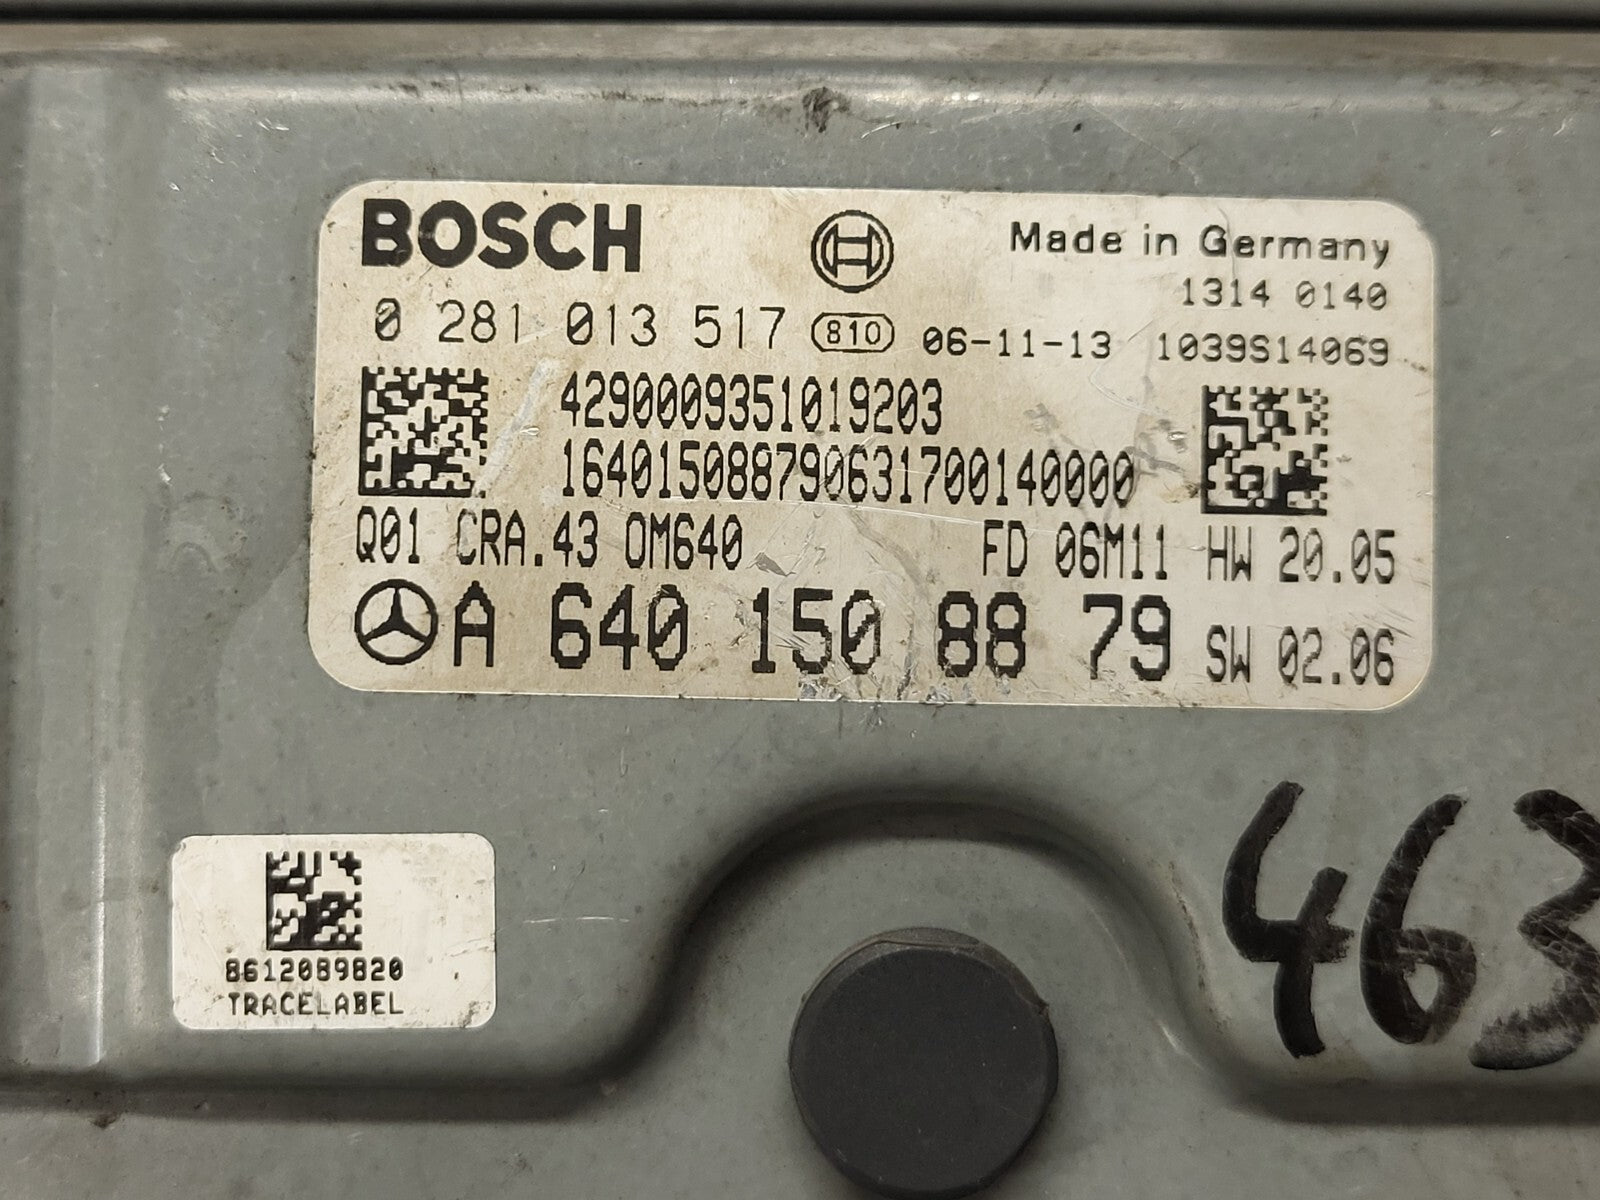 BOSCH
Made in Germany
1314 0140
0 281 013 517 810 06-11-13 1039S14069
4290009351019203
164015088790631700140000
Q01 CRA.43 OM640 FD 06M11 HW 20.05
A 640 150 88 79 SW 02.06
463
8612089820
TRACELABEL